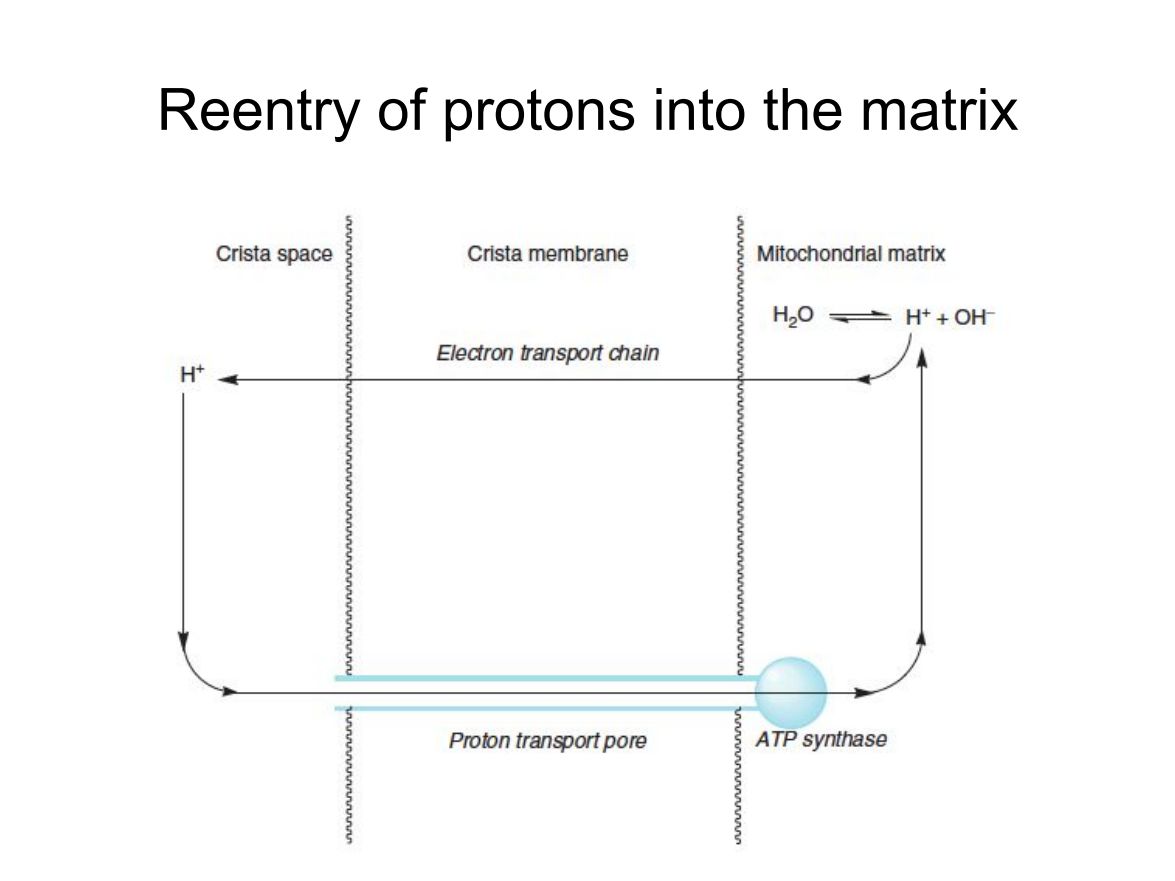 Reentry of protons into the matrix
Crista space
Crista membrane
Mitochondrial matrix
H₂O ⇌ H⁺ + OH⁻
Electron transport chain
H⁺
Proton transport pore
ATP synthase